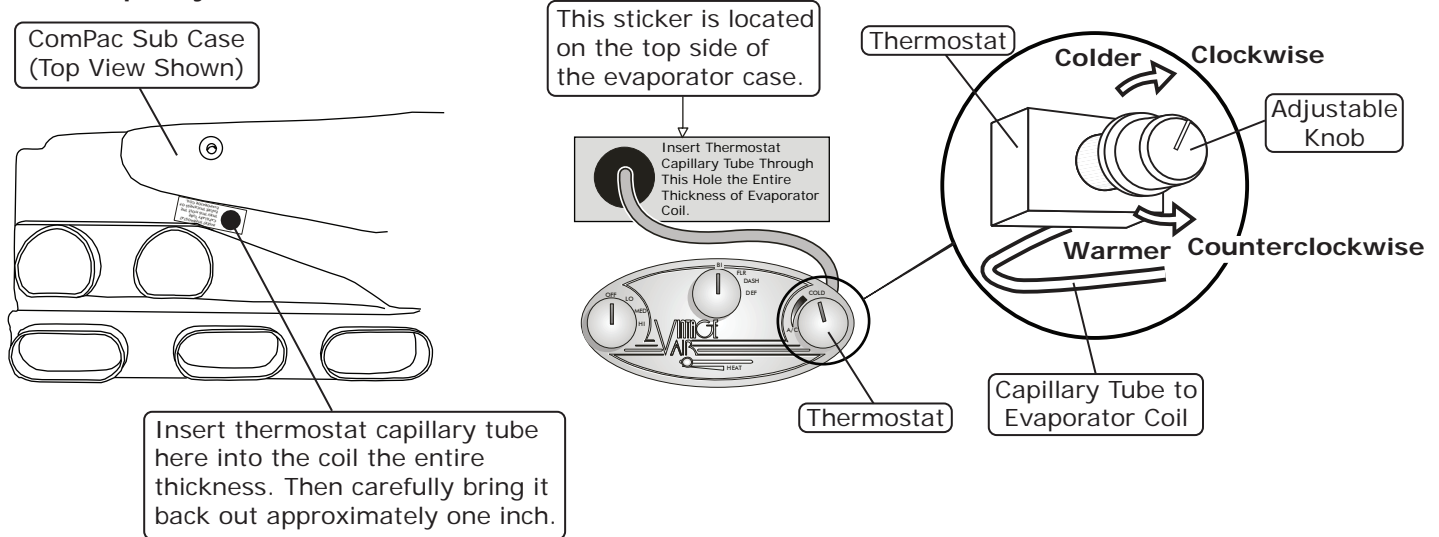 ComPac Sub Case
(Top View Shown)
This sticker is located
on the top side of
the evaporator case.
Insert Thermostat
Capillary Tube Through
This Hole the Entire
Thickness of Evaporator
Coil.
Thermostat
Colder
Clockwise
Adjustable
Knob
Warmer
Counterclockwise
Capillary Tube to
Evaporator Coil
OFF
LO
MED
HI
BI
FLR
DASH
DEF
COLD
A/C
VINTAGE
AIR
HEAT
Thermostat
Insert thermostat capillary tube
here into the coil the entire
thickness. Then carefully bring it
back out approximately one inch.